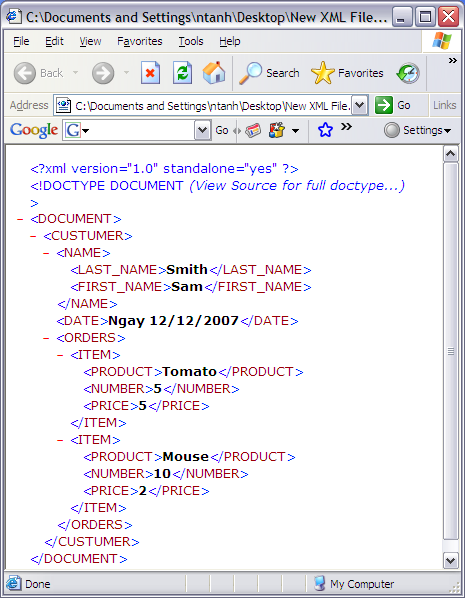 C:\Documents and Settings\ntanh\Desktop\New XML File...
File Edit View Favorites Tools Help »
Back Search Favorites
Address C:\Documents and Settings\ntanh\Desktop\New XML File. Go Links
Google G Go » Settings
<?xml version="1.0" standalone="yes" ?>
<!DOCTYPE DOCUMENT (View Source for full doctype...)
>
- <DOCUMENT>
- <CUSTUMER>
- <NAME>
<LAST_NAME>Smith</LAST_NAME>
<FIRST_NAME>Sam</FIRST_NAME>
</NAME>
<DATE>Ngay 12/12/2007</DATE>
- <ORDERS>
- <ITEM>
<PRODUCT>Tomato</PRODUCT>
<NUMBER>5</NUMBER>
<PRICE>5</PRICE>
</ITEM>
- <ITEM>
<PRODUCT>Mouse</PRODUCT>
<NUMBER>10</NUMBER>
<PRICE>2</PRICE>
</ITEM>
</ORDERS>
</CUSTUMER>
</DOCUMENT>
Done My Computer